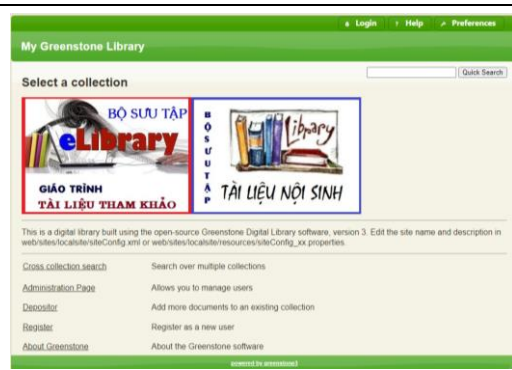 Login ? Help Preferences
My Greenstone Library
Quick Search
Select a collection
BỘ SƯU TẬP
eLibrary
GIÁO TRÌNH
TÀI LIỆU THAM KHẢO
BỘ SƯU TẬP
Library
TÀI LIỆU NỘI SINH
This is a digital library built using the open-source Greenstone Digital Library software, version 3. Edit the site name and description in
web/sites/localsite/siteConfig.xml or web/sites/localsite/resources/siteConfig_xx.properties.
Cross collection search Search over multiple collections
Administration Page Allows you to manage users
Depositor Add more documents to an existing collection
Register Register as a new user
About Greenstone About the Greenstone software
powered by greenstone3